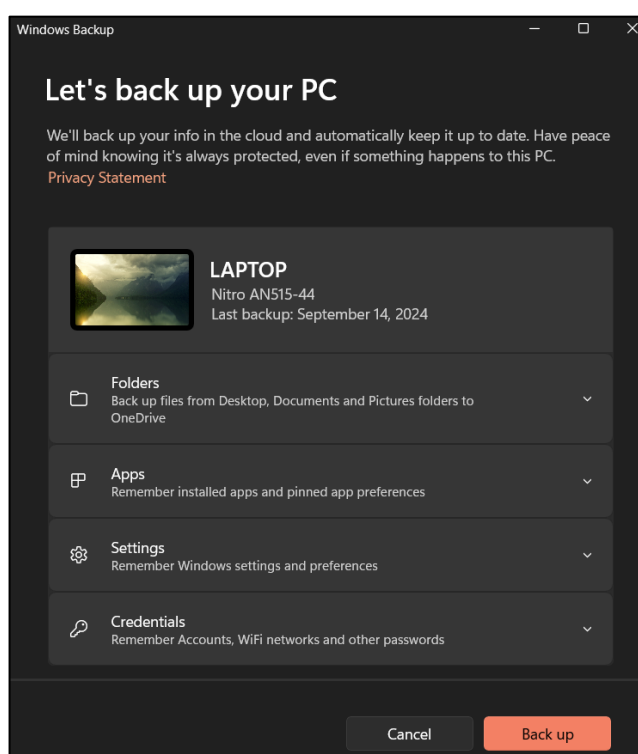 Windows Backup
Let's back up your PC
We'll back up your info in the cloud and automatically keep it up to date. Have peace
of mind knowing it's always protected, even if something happens to this PC.
Privacy Statement
LAPTOP
Nitro AN515-44
Last backup: September 14, 2024
Folders
Back up files from Desktop, Documents and Pictures folders to
OneDrive
Apps
Remember installed apps and pinned app preferences
Settings
Remember Windows settings and preferences
Credentials
Remember Accounts, WiFi networks and other passwords
Cancel
Back up